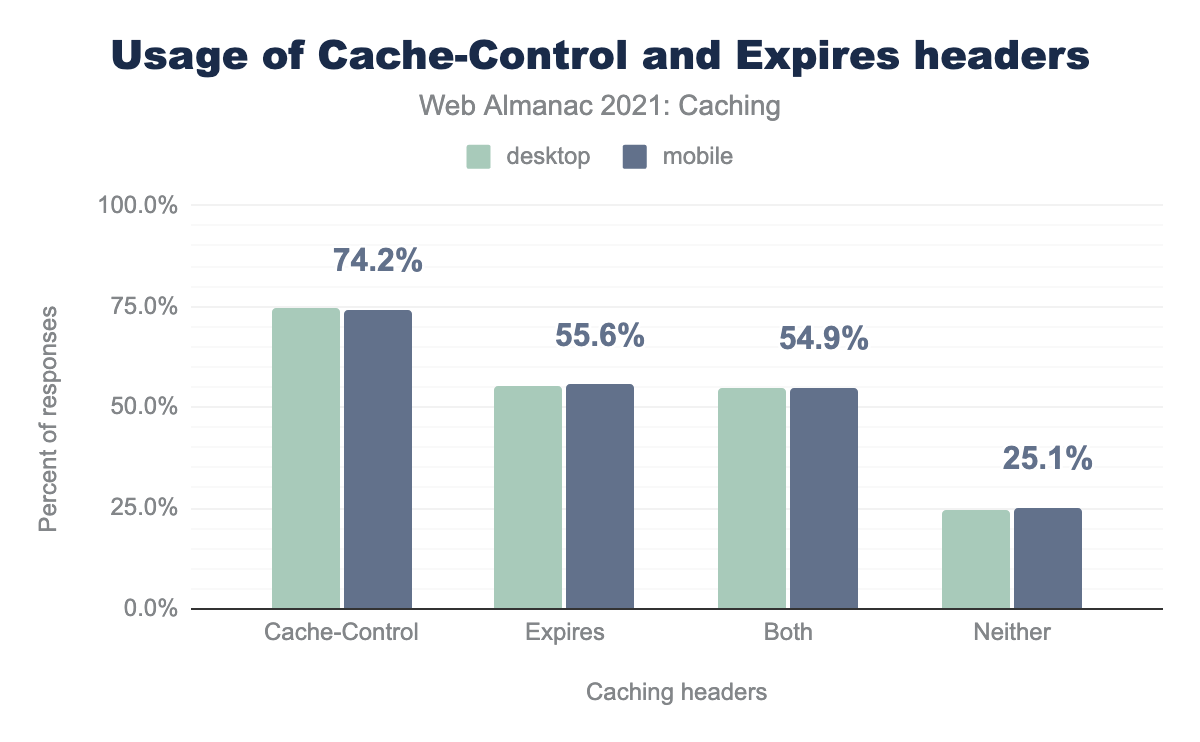 Usage of Cache-Control and Expires headers
Web Almanac 2021: Caching
desktop
mobile
100.0%
75.0%
50.0%
25.0%
0.0%
Percent of responses
74.2%
55.6%
54.9%
25.1%
Cache-Control
Expires
Both
Neither
Caching headers